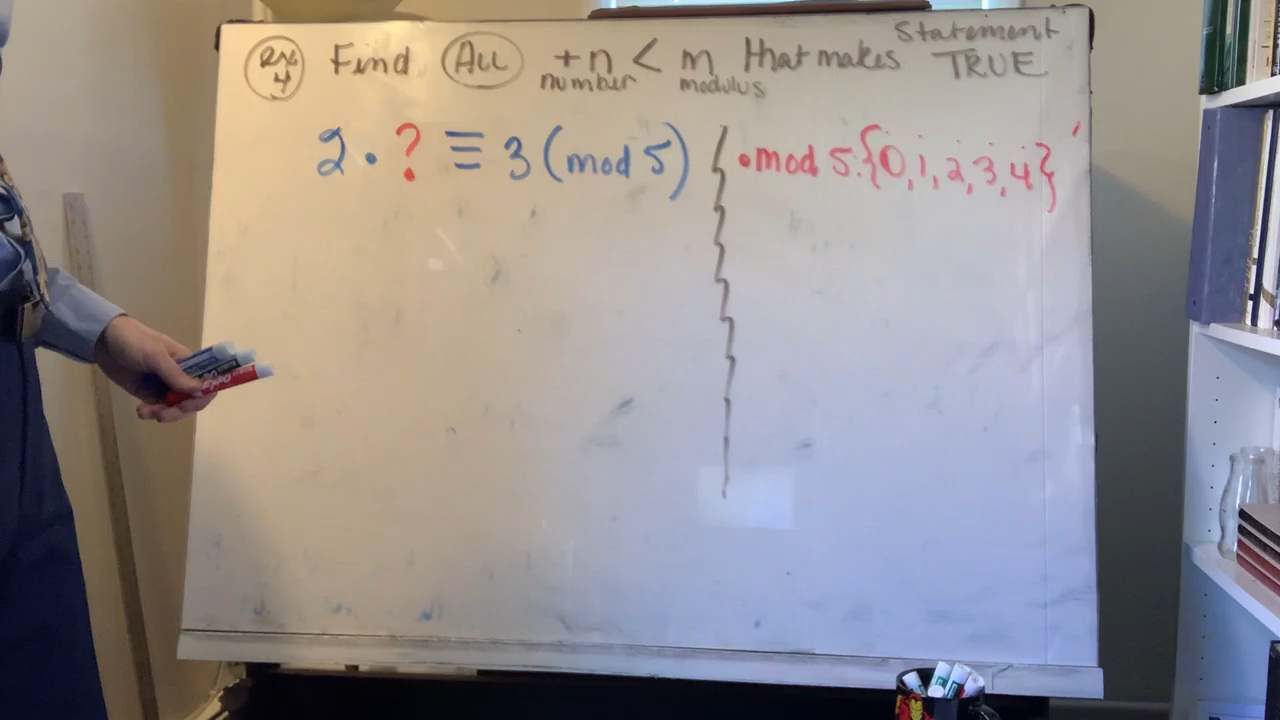 Ex 4 Find ALL +n < m that makes Statement TRUE
number modulus
2 · ? ≡ 3 (mod 5)
• mod 5: {0, 1, 2, 3, 4}
EXPO